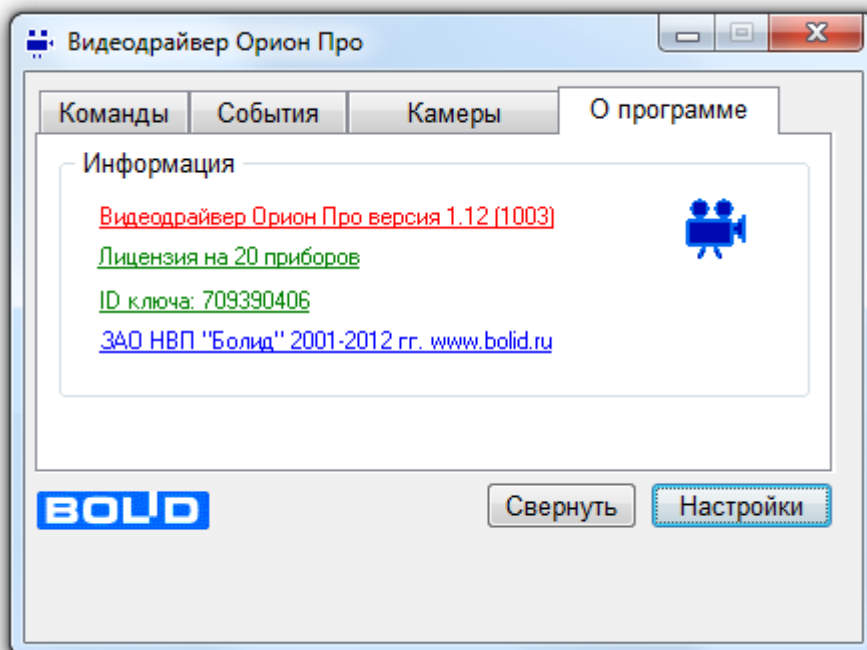 Видеодрайвер Орион Про
Команды События Камеры О программе
Информация
Видеодрайвер Орион Про версия 1.12 (1003)
Лицензия на 20 приборов
ID ключа: 709390406
ЗАО НВП "Болид" 2001-2012 гг. www.bolid.ru
BOLID Свернуть Настройки